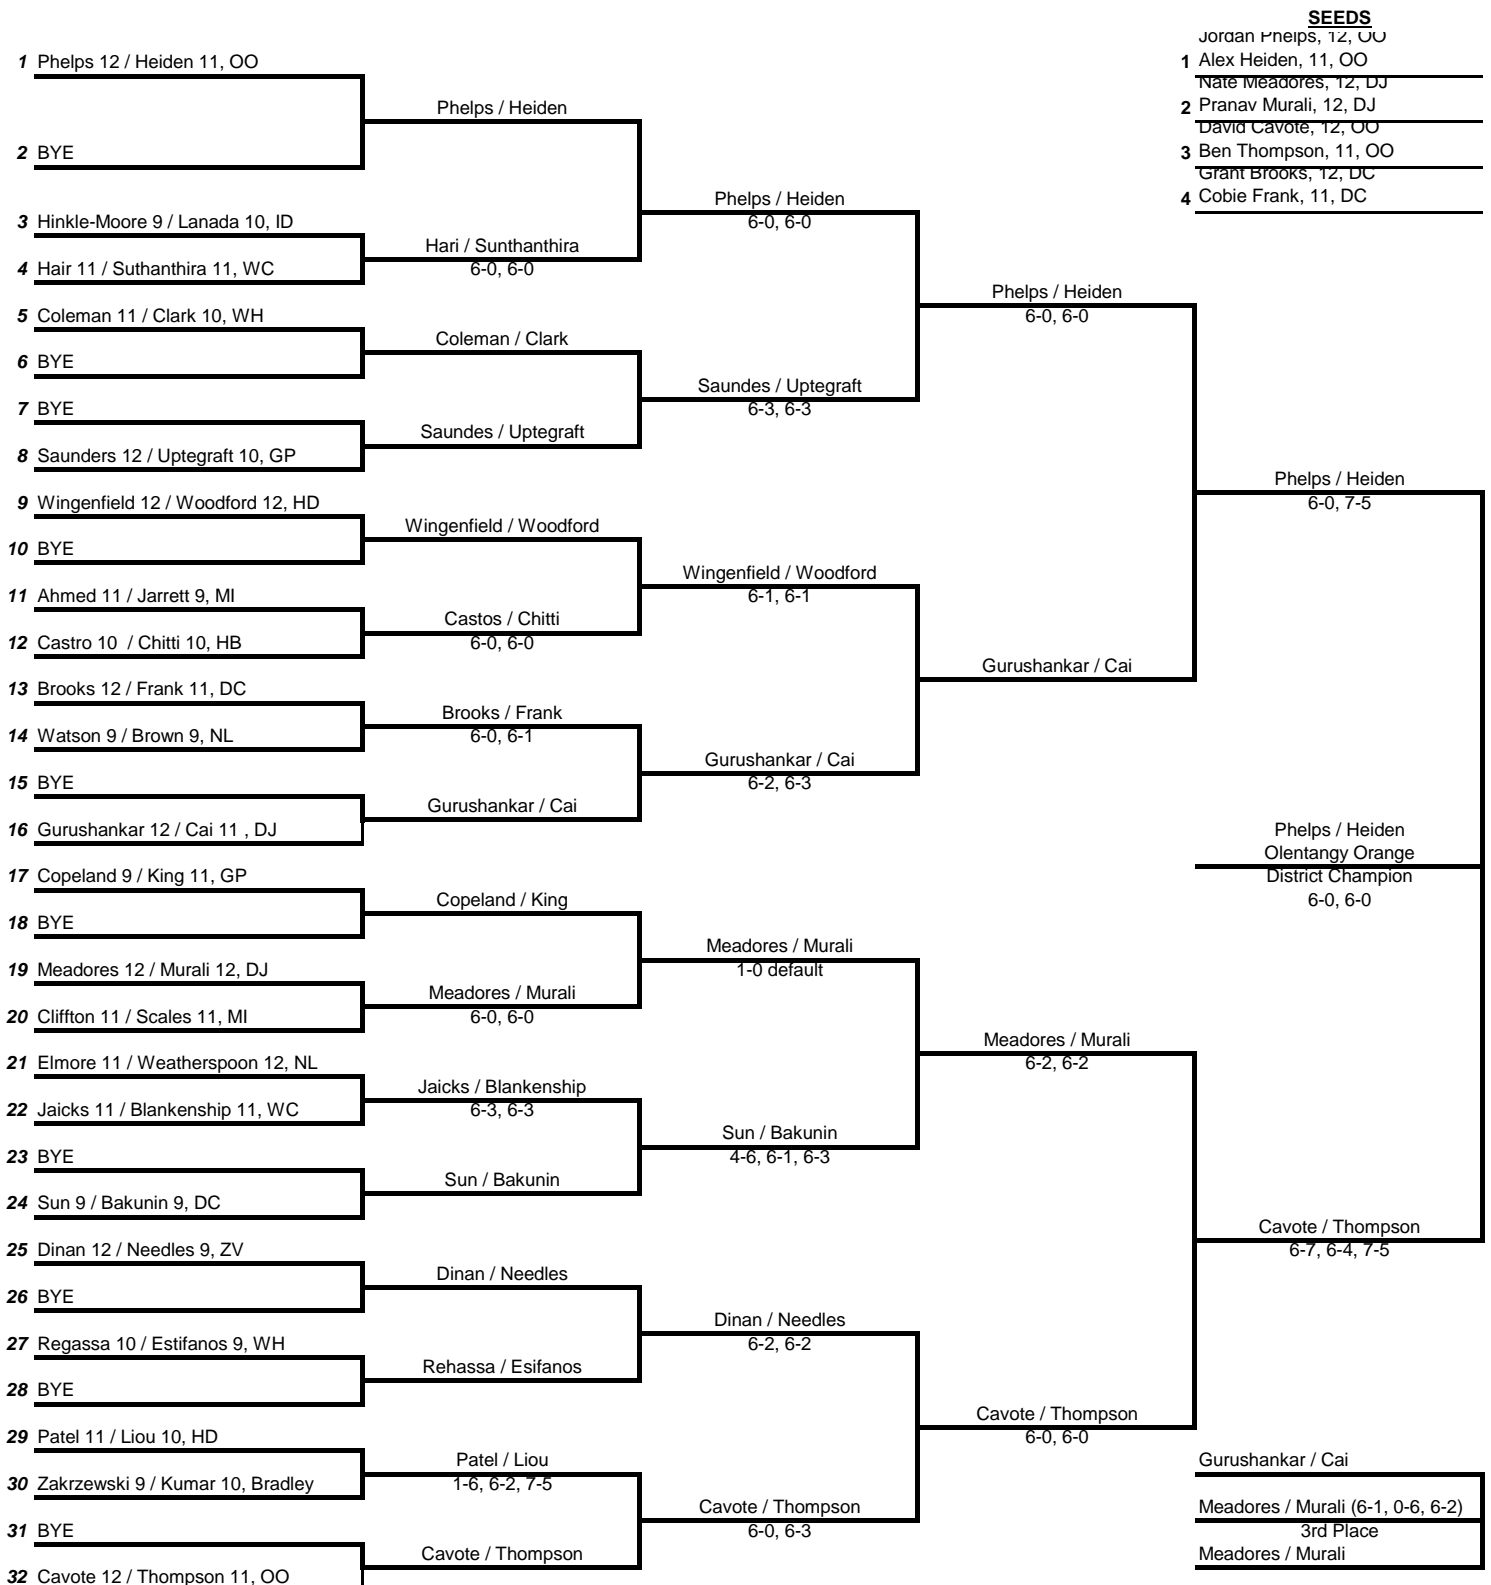 SEEDS
Jordan Phelps, 12, OO
1 Alex Heiden, 11, OO
Nate Meadores, 12, DJ
2 Pranav Murali, 12, DJ
David Cavote, 12, OO
3 Ben Thompson, 11, OO
Grant Brooks, 12, DC
4 Cobie Frank, 11, DC
1 Phelps 12 / Heiden 11, OO
2 BYE
3 Hinkle-Moore 9 / Lanada 10, ID
4 Hair 11 / Suthanthira 11, WC
5 Coleman 11 / Clark 10, WH
6 BYE
7 BYE
8 Saunders 12 / Uptegraft 10, GP
9 Wingenfield 12 / Woodford 12, HD
10 BYE
11 Ahmed 11 / Jarrett 9, MI
12 Castro 10 / Chitti 10, HB
13 Brooks 12 / Frank 11, DC
14 Watson 9 / Brown 9, NL
15 BYE
16 Gurushankar 12 / Cai 11 , DJ
17 Copeland 9 / King 11, GP
18 BYE
19 Meadores 12 / Murali 12, DJ
20 Cliffton 11 / Scales 11, MI
21 Elmore 11 / Weatherspoon 12, NL
22 Jaicks 11 / Blankenship 11, WC
23 BYE
24 Sun 9 / Bakunin 9, DC
25 Dinan 12 / Needles 9, ZV
26 BYE
27 Regassa 10 / Estifanos 9, WH
28 BYE
29 Patel 11 / Liou 10, HD
30 Zakrzewski 9 / Kumar 10, Bradley
31 BYE
32 Cavote 12 / Thompson 11, OO
Phelps / Heiden
Hari / Sunthanthira
6-0, 6-0
Coleman / Clark
Saundes / Uptegraft
Wingenfield / Woodford
Castos / Chitti
6-0, 6-0
Brooks / Frank
6-0, 6-1
Gurushankar / Cai
Copeland / King
Meadores / Murali
6-0, 6-0
Jaicks / Blankenship
6-3, 6-3
Sun / Bakunin
Dinan / Needles
Rehassa / Esifanos
Patel / Liou
1-6, 6-2, 7-5
Cavote / Thompson
Phelps / Heiden
6-0, 6-0
Saundes / Uptegraft
6-3, 6-3
Wingenfield / Woodford
6-1, 6-1
Gurushankar / Cai
6-2, 6-3
Meadores / Murali
1-0 default
Sun / Bakunin
4-6, 6-1, 6-3
Dinan / Needles
6-2, 6-2
Cavote / Thompson
6-0, 6-3
Phelps / Heiden
6-0, 6-0
Gurushankar / Cai
Meadores / Murali
6-2, 6-2
Cavote / Thompson
6-0, 6-0
Phelps / Heiden
6-0, 7-5
Cavote / Thompson
6-7, 6-4, 7-5
Phelps / Heiden
Olentangy Orange
District Champion
6-0, 6-0
Gurushankar / Cai
Meadores / Murali (6-1, 0-6, 6-2)
3rd Place
Meadores / Murali